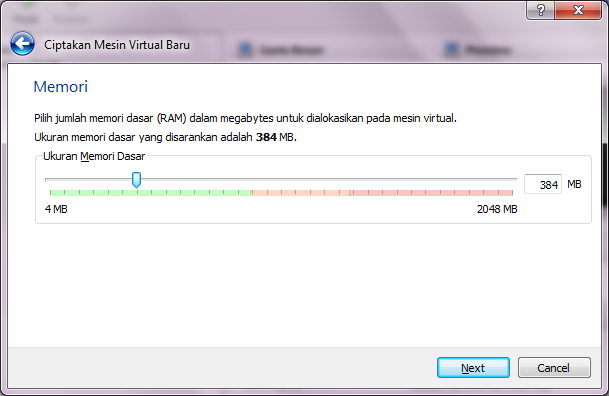 Ciptakan Mesin Virtual Baru
Memori
Pilih jumlah memori dasar (RAM) dalam megabytes untuk dialokasikan pada mesin virtual.
Ukuran memori dasar yang disarankan adalah 384 MB.
Ukuran Memori Dasar
384 MB
4 MB 2048 MB
Next Cancel